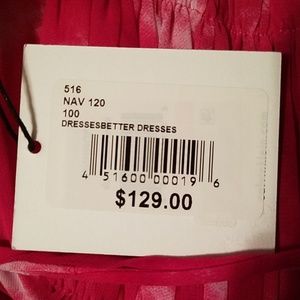 516
NAV 120
100
DRESSESBETTER DRESSES
4 51600 00019 6
$129.00